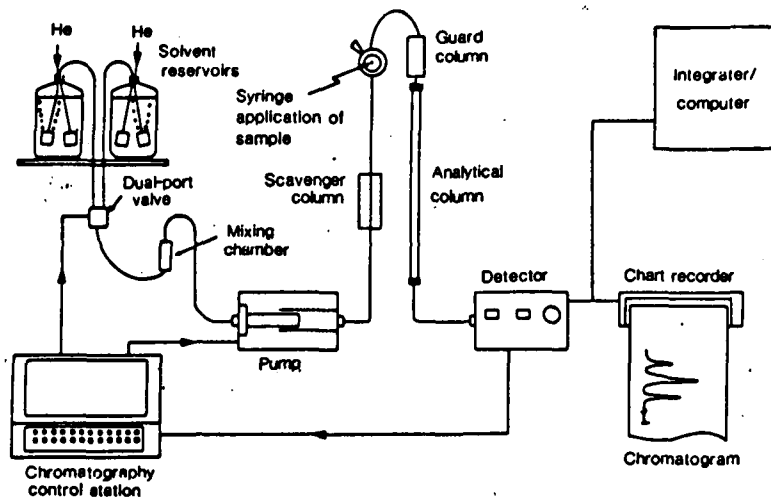 He
He
Solvent
reservoirs
Guard
column
Integrater/
computer
Syringe
application of
sample
Scavenger
column
Analytical
column
Dual-port
valve
Mixing
chamber
Detector
Chart recorder
Pump
Chromatogram
Chromatography
control station